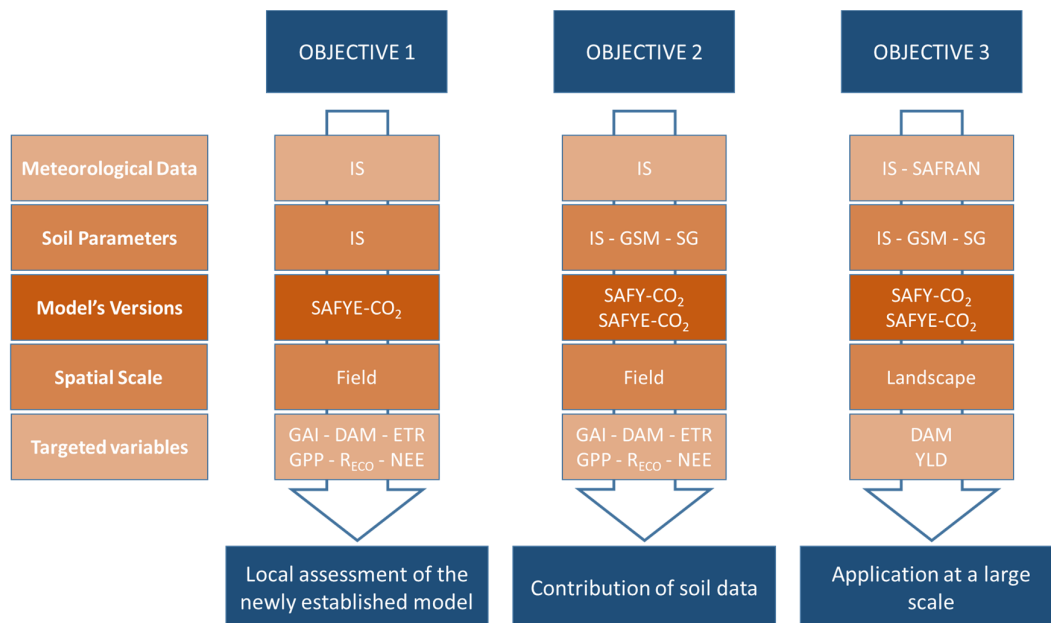 OBJECTIVE 1
OBJECTIVE 2
OBJECTIVE 3
Meteorological Data
IS
IS
IS - SAFRAN
Soil Parameters
IS
IS - GSM - SG
IS - GSM - SG
Model's Versions
SAFYE-CO₂
SAFY-CO₂
SAFYE-CO₂
SAFY-CO₂
SAFYE-CO₂
Spatial Scale
Field
Field
Landscape
Targeted variables
GAI - DAM - ETR
GPP - R_ECO - NEE
GAI - DAM - ETR
GPP - R_ECO - NEE
DAM
YLD
Local assessment of the
newly established model
Contribution of soil data
Application at a large
scale